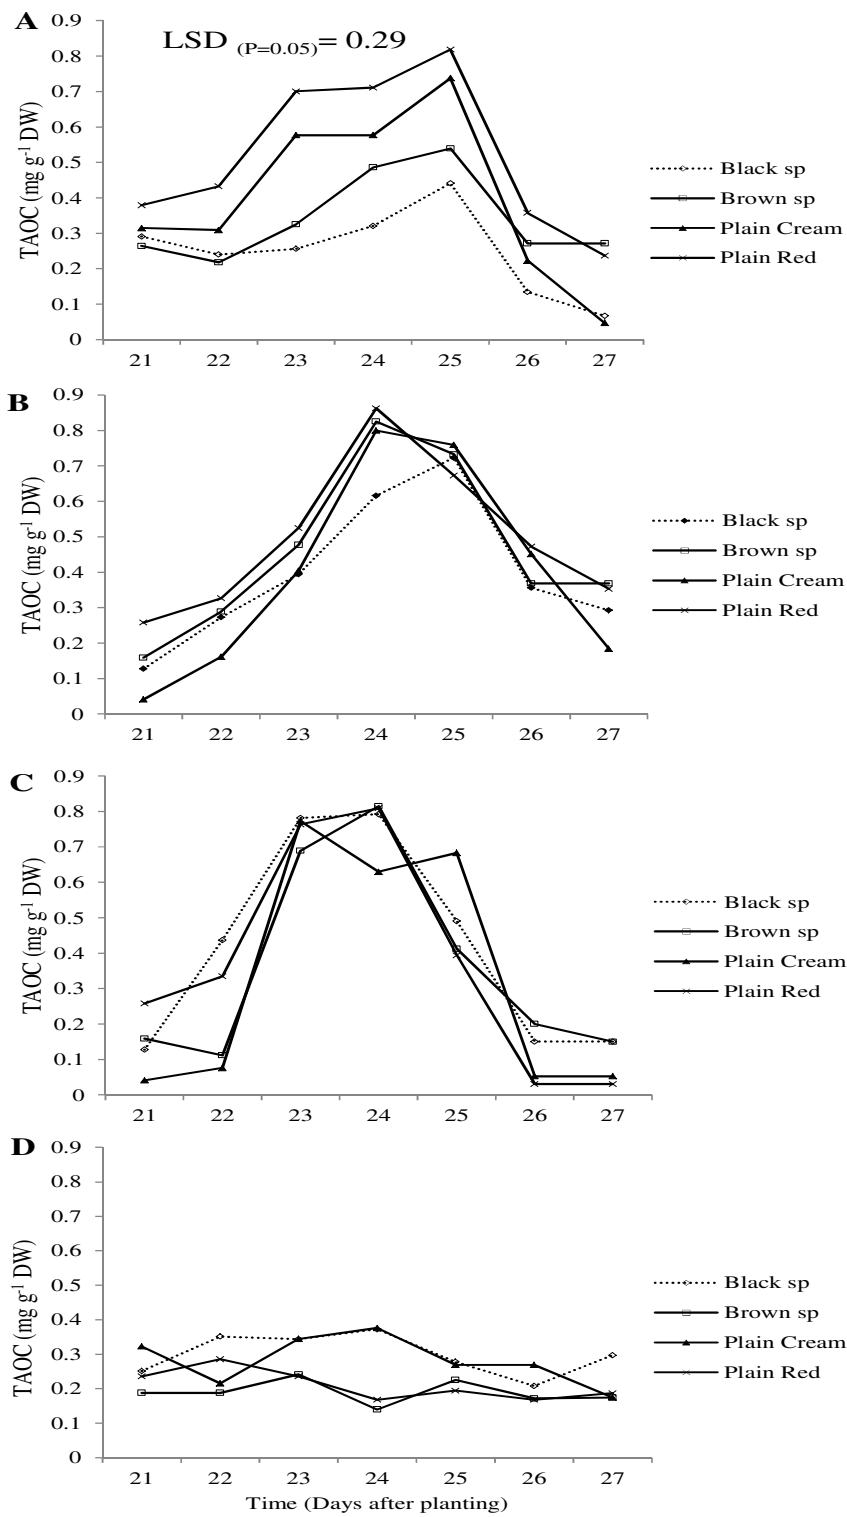 A
LSD (P=0.05)= 0.29
TAOC (mg g-1 DW)
0.9
0.8
0.7
0.6
0.5
0.4
0.3
0.2
0.1
0
21 22 23 24 25 26 27
Black sp
Brown sp
Plain Cream
Plain Red
B
TAOC (mg g-1 DW)
0.9
0.8
0.7
0.6
0.5
0.4
0.3
0.2
0.1
0
21 22 23 24 25 26 27
Black sp
Brown sp
Plain Cream
Plain Red
C
TAOC (mg g-1 DW)
0.9
0.8
0.7
0.6
0.5
0.4
0.3
0.2
0.1
0
21 22 23 24 25 26 27
Black sp
Brown sp
Plain Cream
Plain Red
D
TAOC (mg g-1 DW)
0.9
0.8
0.7
0.6
0.5
0.4
0.3
0.2
0.1
0
21 22 23 24 25 26 27
Time (Days after planting)
Black sp
Brown sp
Plain Cream
Plain Red